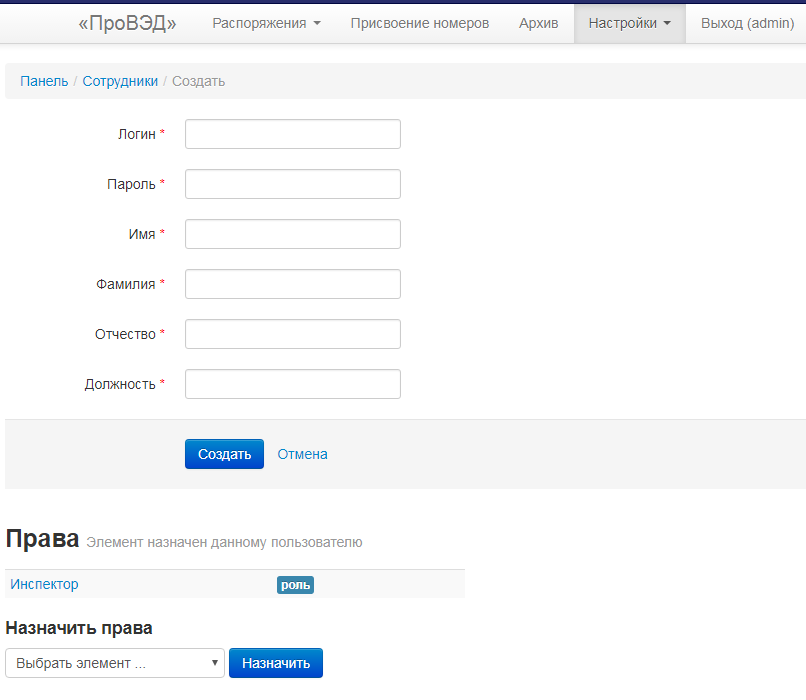 «ПроВЭД» Распоряжения Присвоение номеров Архив Настройки Выход (admin)
Панель / Сотрудники / Создать
Логин *
Пароль *
Имя *
Фамилия *
Отчество *
Должность *
Создать Отмена
Права Элемент назначен данному пользователю
Инспектор роль
Назначить права
Выбрать элемент ... Назначить